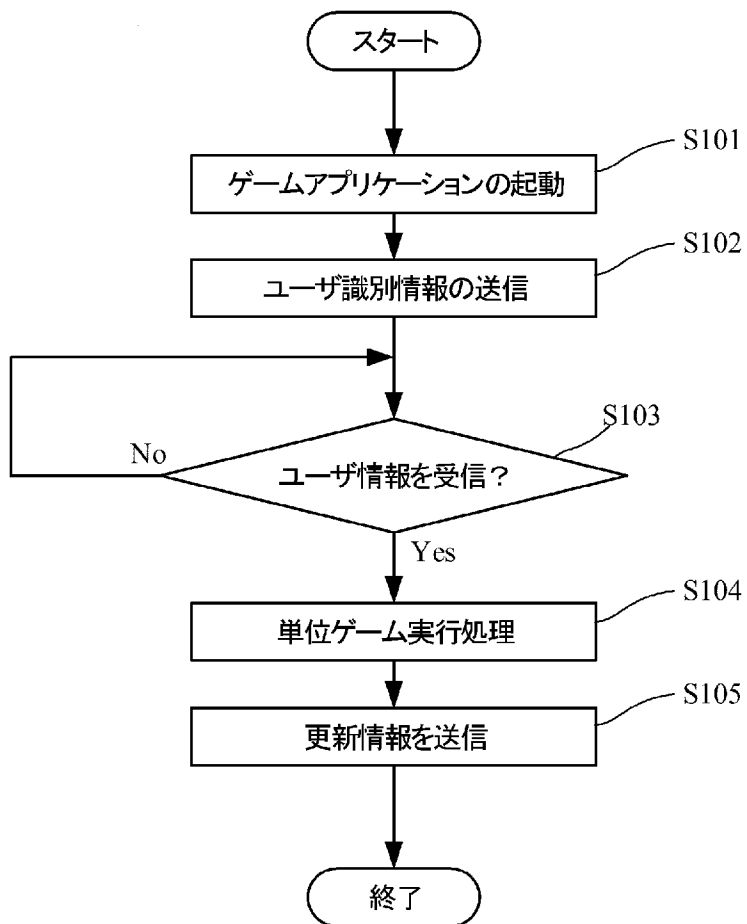 スタート
S101
ゲームアプリケーションの起動
S102
ユーザ識別情報の送信
S103
No
ユーザ情報を受信？
Yes
S104
単位ゲーム実行処理
S105
更新情報を送信
終了